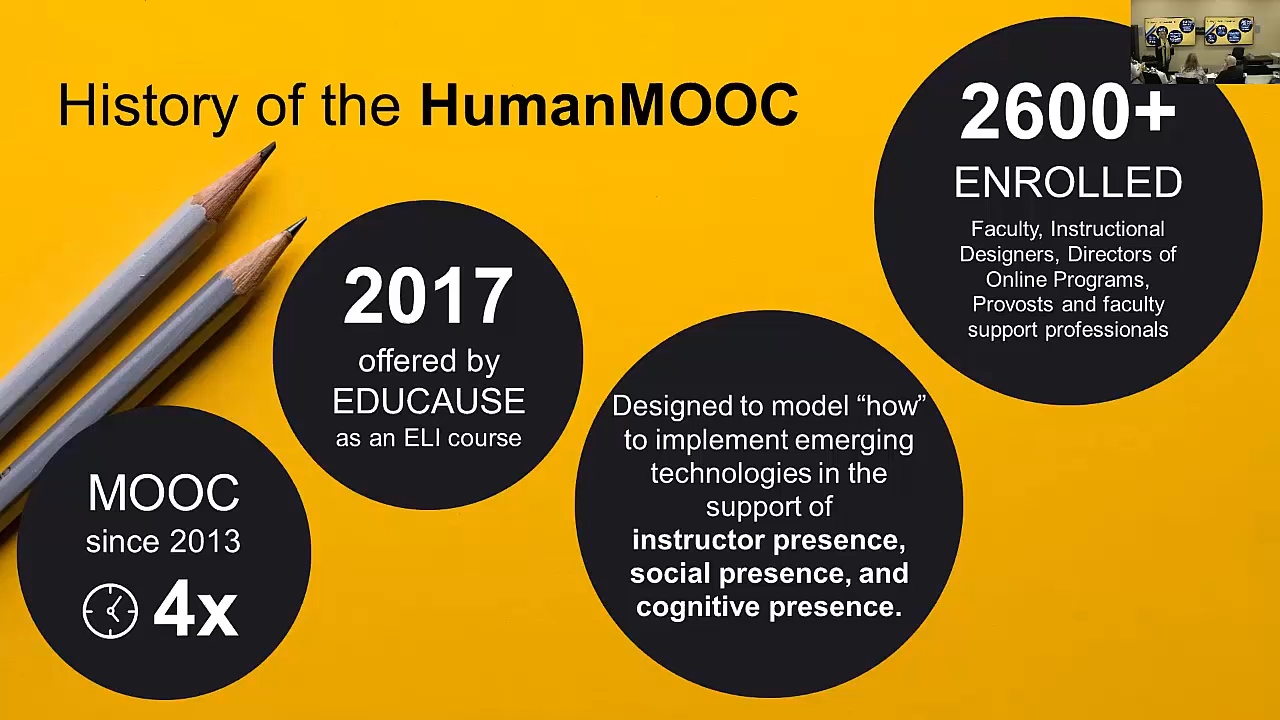 History of the HumanMOOC
2600+
ENROLLED
Faculty, Instructional
Designers, Directors of
Online Programs,
Provosts and faculty
support professionals
2017
offered by
EDUCAUSE
as an ELI course
Designed to model “how”
to implement emerging
technologies in the
support of
instructor presence,
social presence, and
cognitive presence.
MOOC
since 2013
4x